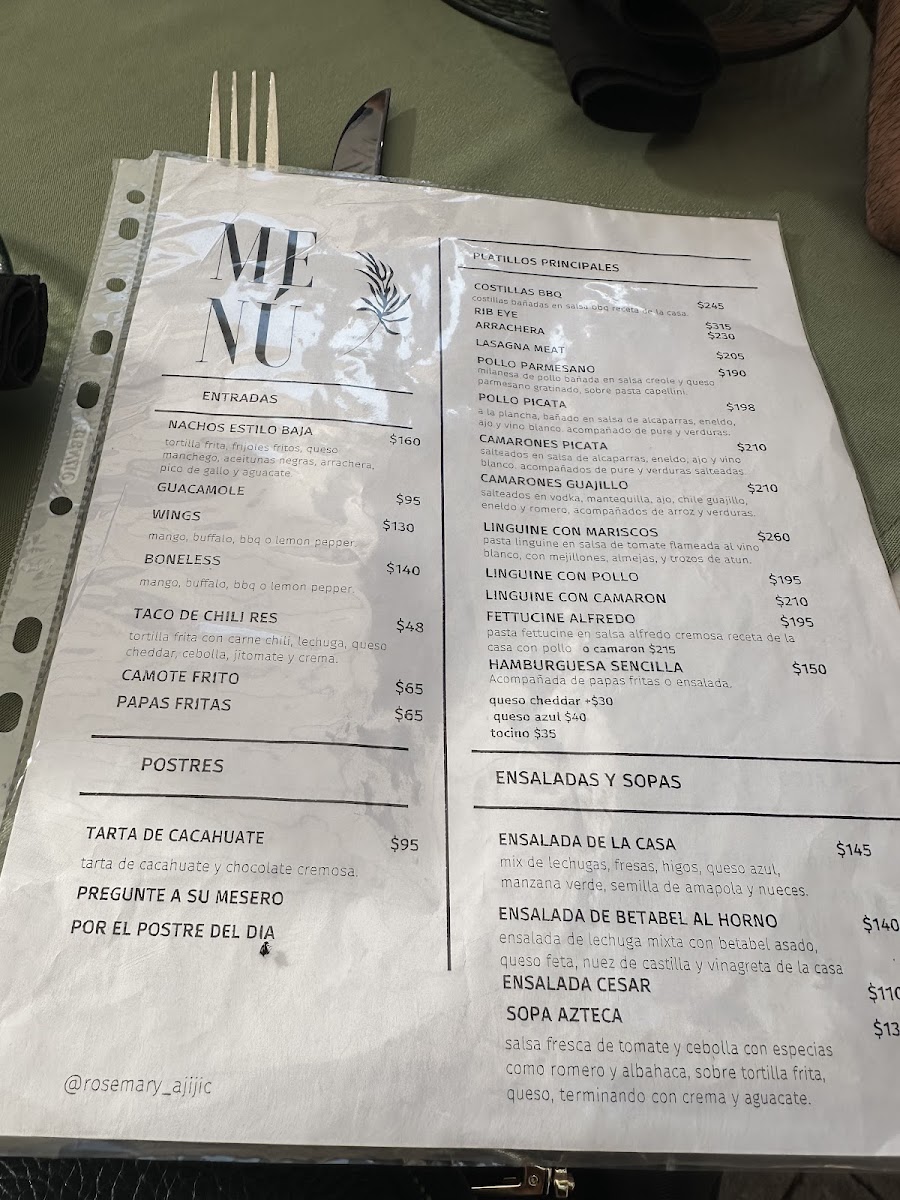 ME
NÚ
ENTRADAS
NACHOS ESTILO BAJA $160
tortilla frita, frijoles fritos, queso
manchego, aceitunas negras, arrachera,
pico de gallo y aguacate.
GUACAMOLE $95
WINGS $130
mango, buffalo, bbq o lemon pepper.
BONELESS $140
mango, buffalo, bbq o lemon pepper.
TACO DE CHILI RES $48
tortilla frita con carne chili, lechuga, queso
cheddar, cebolla, jitomate y crema.
CAMOTE FRITO $65
PAPAS FRITAS $65
POSTRES
TARTA DE CACAHUATE $95
tarta de cacahuate y chocolate cremosa.
PREGUNTE A SU MESERO
POR EL POSTRE DEL DIA
@rosemary_ajijic
PLATILLOS PRINCIPALES
COSTILLAS BBQ $245
costillas bañadas en salsa bbq receta de la casa.
RIB EYE $315
ARRACHERA $230
LASAGNA MEAT $205
POLLO PARMESANO $190
milanesa de pollo bañada en salsa creole y queso
parmesano gratinado, sobre pasta capellini.
POLLO PICATA $198
a la plancha, bañado en salsa de alcaparras, eneldo,
ajo y vino blanco. acompañado de pure y verduras.
CAMARONES PICATA $210
salteados en salsa de alcaparras, eneldo, ajo y vino
blanco. acompañados de pure y verduras salteadas.
CAMARONES GUAJILLO $210
salteados en vodka, mantequilla, ajo, chile guajillo,
eneldo y romero, acompañados de arroz y verduras.
LINGUINE CON MARISCOS $260
pasta linguine en salsa de tomate flameada al vino
blanco, con mejillones, almejas, y trozos de atun.
LINGUINE CON POLLO $195
LINGUINE CON CAMARON $210
FETTUCINE ALFREDO $195
pasta fettucine en salsa alfredo cremosa receta de la
casa con pollo o camaron $215
HAMBURGUESA SENCILLA $150
Acompañada de papas fritas o ensalada.
queso cheddar +$30
queso azul $40
tocino $35
ENSALADAS Y SOPAS
ENSALADA DE LA CASA $145
mix de lechugas, fresas, higos, queso azul,
manzana verde, semilla de amapola y nueces.
ENSALADA DE BETABEL AL HORNO $140
ensalada de lechuga mixta con betabel asado,
queso feta, nuez de castilla y vinagreta de la casa
ENSALADA CESAR $110
SOPA AZTECA $13
salsa fresca de tomate y cebolla con especias
como romero y albahaca, sobre tortilla frita,
queso, terminando con crema y aguacate.